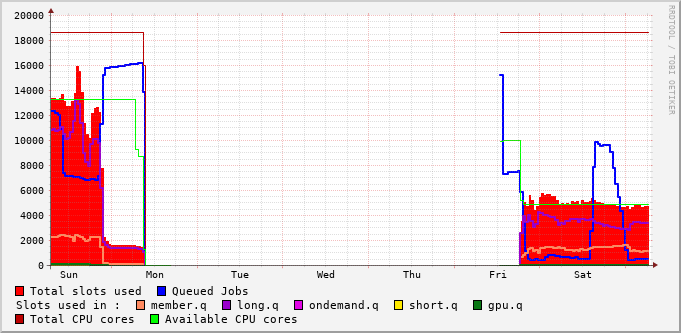 20000
18000
16000
14000
12000
10000
8000
6000
4000
2000
0
Sun Mon Tue Wed Thu Fri Sat
RRDTOOL / TOBI OETIKER
Total slots used Queued Jobs
Slots used in : member.q long.q ondemand.q short.q gpu.q
Total CPU cores Available CPU cores